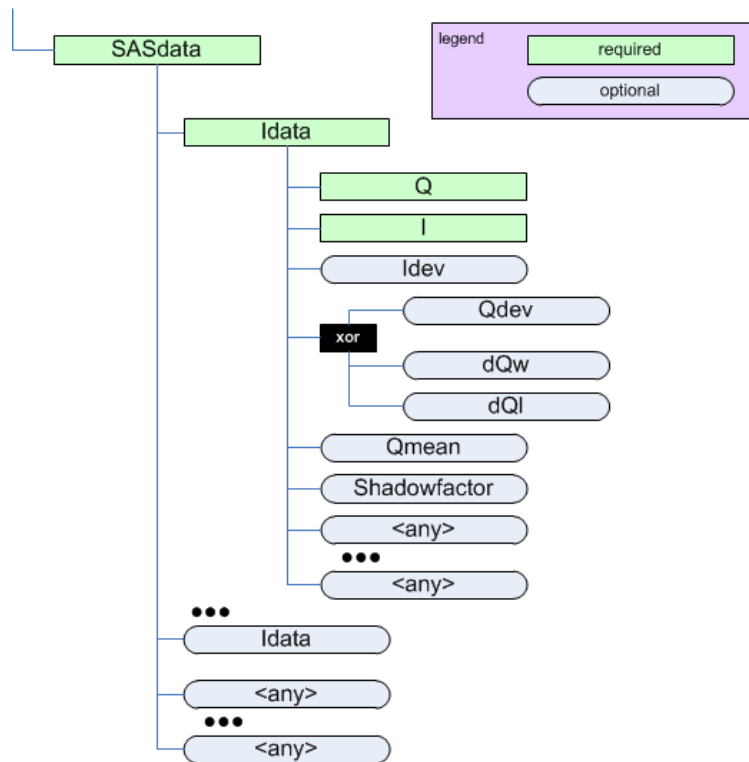 SASdata
legend
required
optional
Idata
Q
I
Idev
Qdev
xor
dQw
dQl
Qmean
Shadowfactor
<any>
•••
<any>
•••
Idata
<any>
•••
<any>